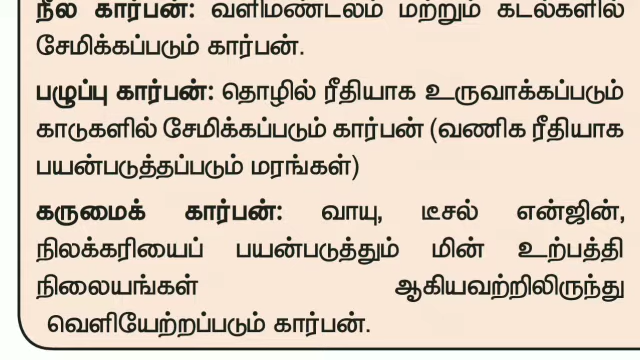 நீல கார்பன்: வளிமண்டலம் மற்றும் கடல்களில்
சேமிக்கப்படும் கார்பன்.
பழுப்பு கார்பன்: தொழில் ரீதியாக உருவாக்கப்படும்
காடுகளில் சேமிக்கப்படும் கார்பன் (வணிக ரீதியாக
பயன்படுத்தப்படும் மரங்கள்)
கருமைக் கார்பன்: வாயு, டீசல் என்ஜின்,
நிலக்கரியைப் பயன்படுத்தும் மின் உற்பத்தி
நிலையங்கள் ஆகியவற்றிலிருந்து
வெளியேற்றப்படும் கார்பன்.